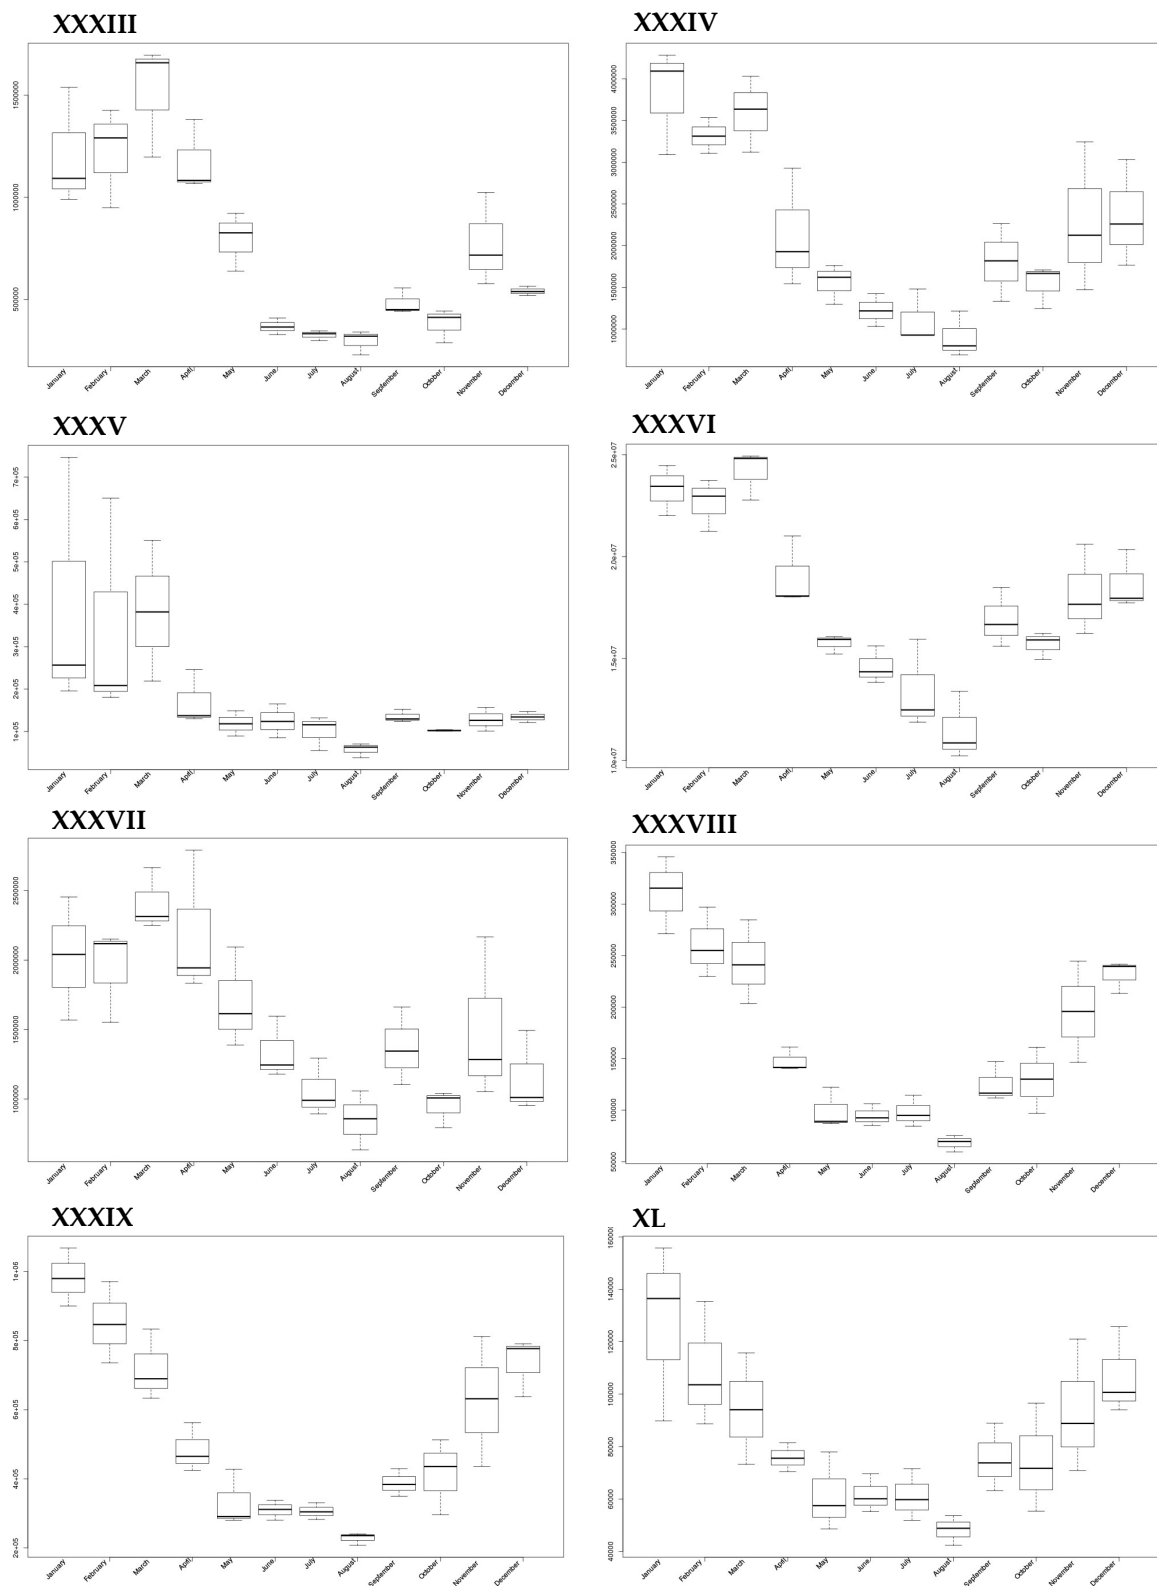 XXXIII
1500000
1000000
500000
January February March April May June July August September October November December
XXXIV
4000000
3500000
3000000
2500000
2000000
1500000
1000000
January February March April May June July August September October November December
XXXV
7e+05
6e+05
5e+05
4e+05
3e+05
2e+05
1e+05
January February March April May June July August September October November December
XXXVI
2.5e+07
2.0e+07
1.5e+07
1.0e+07
January February March April May June July August September October November December
XXXVII
2500000
2000000
1500000
1000000
January February March April May June July August September October November December
XXXVIII
350000
300000
250000
200000
150000
100000
50000
January February March April May June July August September October November December
XXXIX
1e+06
8e+05
6e+05
4e+05
2e+05
January February March April May June July August September October November December
XL
160000
140000
120000
100000
80000
60000
40000
January February March April May June July August September October November December